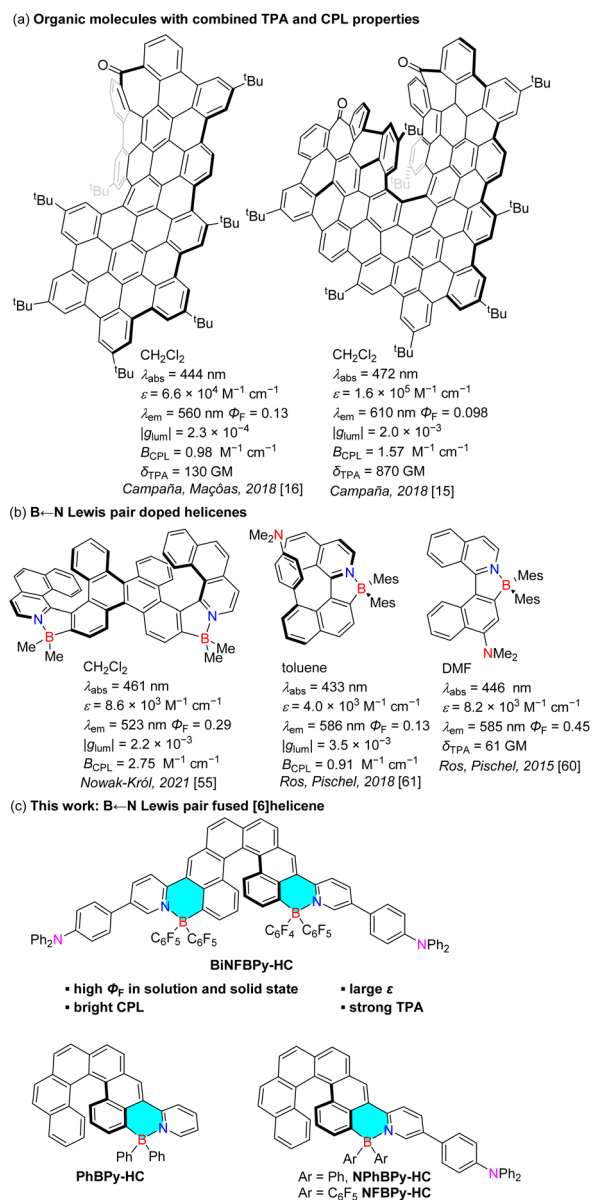 (a) Organic molecules with combined TPA and CPL properties
O
tBu
tBu
tBu
tBu
tBu
tBu
tBu
tBu
CH2Cl2
λabs = 444 nm
ε = 6.6 × 10⁴ M⁻¹ cm⁻¹
λem = 560 nm ΦF = 0.13
|glum| = 2.3 × 10⁻⁴
BCPL = 0.98 M⁻¹ cm⁻¹
δTPA = 130 GM
Campaña, Maçôas, 2018 [16]
O
O
tBu
tBu
tBu
tBu
tBu
tBu
tBu
tBu
CH2Cl2
λabs = 472 nm
ε = 1.6 × 10⁵ M⁻¹ cm⁻¹
λem = 610 nm ΦF = 0.098
|glum| = 2.0 × 10⁻³
BCPL = 1.57 M⁻¹ cm⁻¹
δTPA = 870 GM
Campaña, 2018 [15]
(b) B←N Lewis pair doped helicenes
N
B
Me
Me
N
B
Me
Me
CH2Cl2
λabs = 461 nm
ε = 8.6 × 10³ M⁻¹ cm⁻¹
λem = 523 nm ΦF = 0.29
|glum| = 2.2 × 10⁻³
BCPL = 2.75 M⁻¹ cm⁻¹
Nowak-Król, 2021 [55]
Me2N
N
B
Mes
Mes
toluene
λabs = 433 nm
ε = 4.0 × 10³ M⁻¹ cm⁻¹
λem = 586 nm ΦF = 0.13
|glum| = 3.5 × 10⁻³
BCPL = 0.91 M⁻¹ cm⁻¹
Ros, Pischel, 2018 [61]
N
B
Mes
Mes
NMe2
DMF
λabs = 446 nm
ε = 8.2 × 10³ M⁻¹ cm⁻¹
λem = 585 nm ΦF = 0.45
δTPA = 61 GM
Ros, Pischel, 2015 [60]
(c) This work: B←N Lewis pair fused [6]helicene
Ph2N
N
B
C6F5
C6F5
B
N
C6F4
C6F5
NPh2
BiNFBPy-HC
▪ high ΦF in solution and solid state
▪ large ε
▪ bright CPL
▪ strong TPA
B
N
Ph
Ph
PhBPy-HC
B
N
Ar
Ar
NPh2
Ar = Ph, NPhBPy-HC
Ar = C6F5 NFBPy-HC